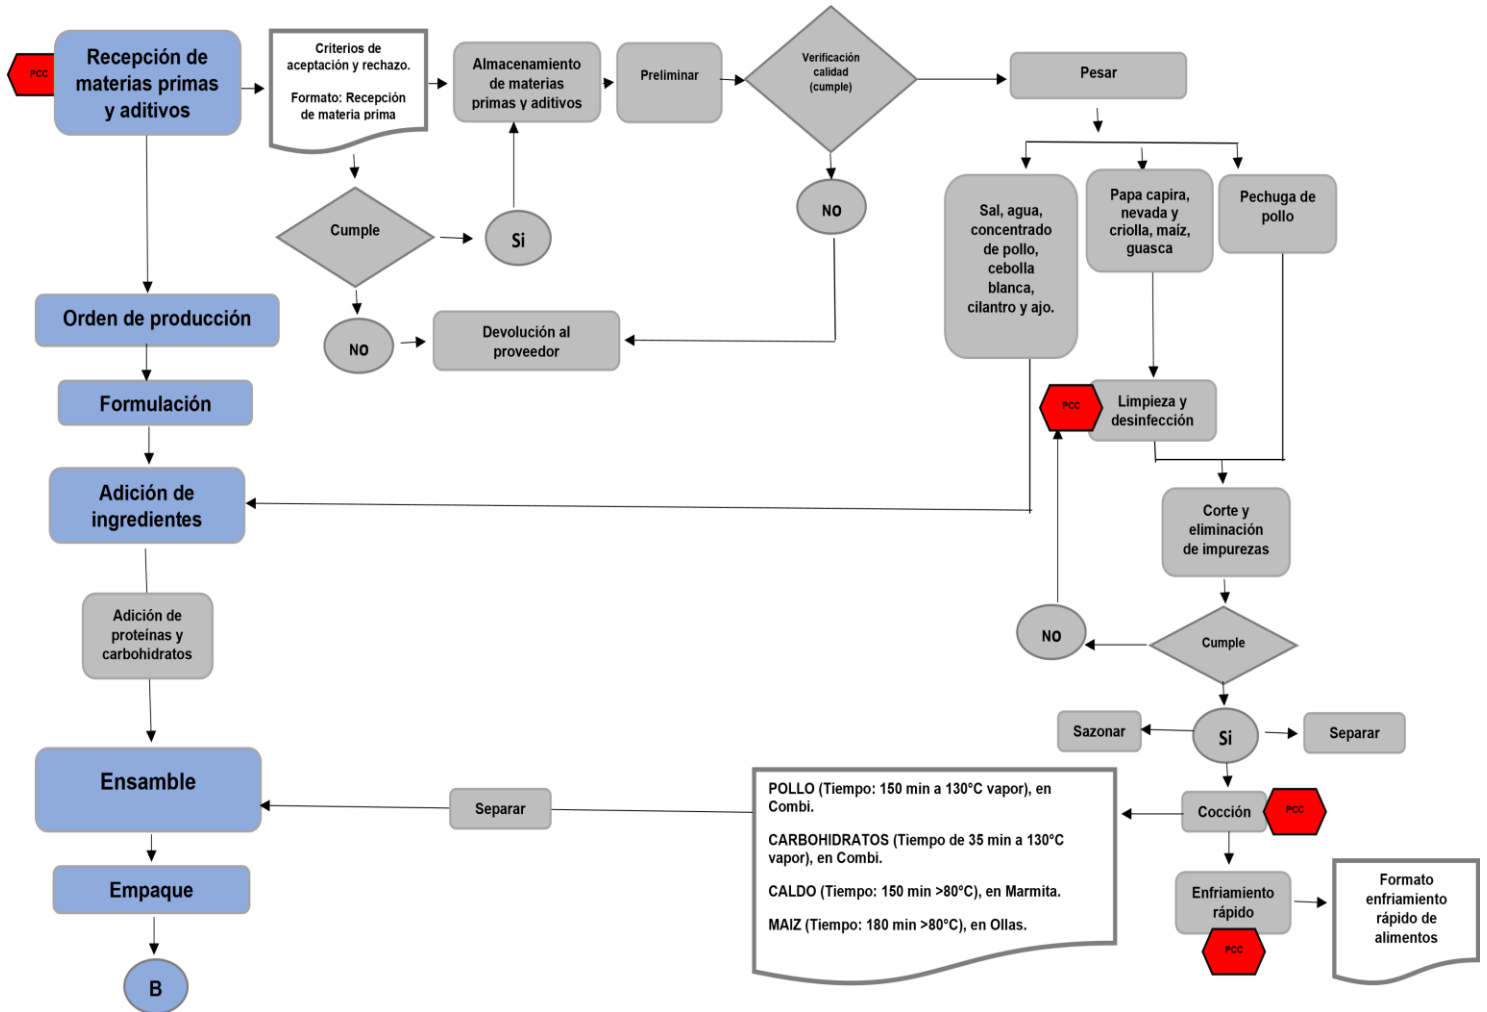 PCC
Recepción de
materias primas
y aditivos
Criterios de
aceptación y rechazo.
Formato: Recepción
de materia prima
Almacenamiento
de materias
primas y aditivos
Preliminar
Verificación
calidad
(cumple)
Pesar
Cumple
Si
NO
NO
Devolución al
proveedor
Sal, agua,
concentrado
de pollo,
cebolla
blanca,
cilantro y ajo.
Papa capira,
nevada y
criolla, maíz,
guasca
Pechuga de
pollo
Orden de producción
Formulación
PCC
Limpieza y
desinfección
Adición de
ingredientes
Corte y
eliminación
de impurezas
Adición de
proteínas y
carbohidratos
NO
Cumple
Sazonar
Si
Separar
Ensamble
Separar
POLLO (Tiempo: 150 min a 130°C vapor), en
Combi.
CARBOHIDRATOS (Tiempo de 35 min a 130°C
vapor), en Combi.
CALDO (Tiempo: 150 min >80°C), en Marmita.
MAIZ (Tiempo: 180 min >80°C), en Ollas.
Cocción
PCC
Empaque
Enfriamiento
rápido
PCC
Formato
enfriamiento
rápido de
alimentos
B